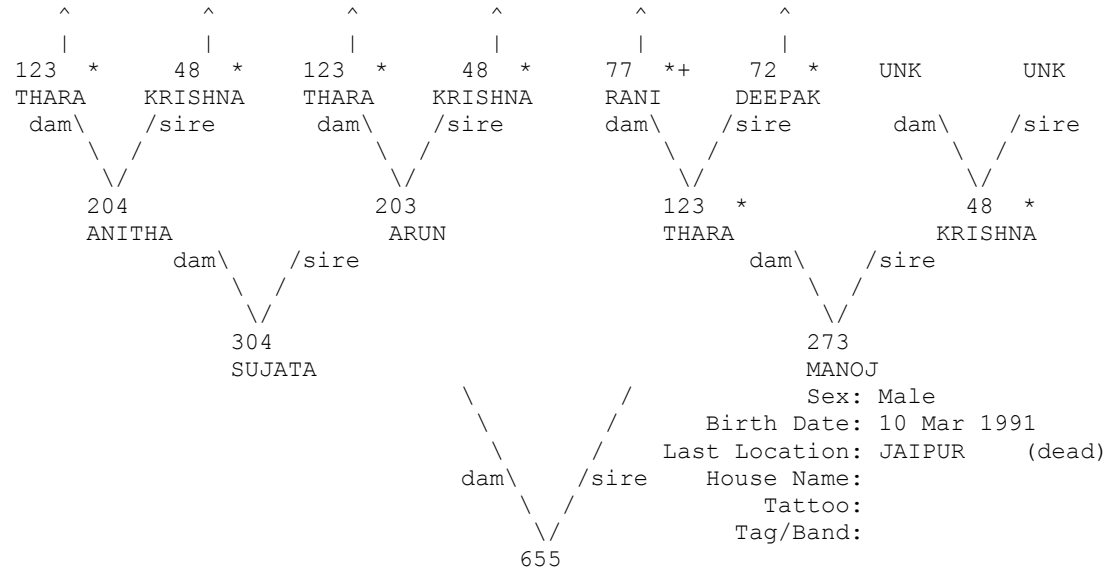 ^ ^ ^ ^ ^ ^
| | | | | |
123 * 48 * 123 * 48 * 77 *+ 72 * UNK UNK
THARA KRISHNA THARA KRISHNA RANI DEEPAK
dam\ /sire dam\ /sire dam\ /sire dam\ /sire
\ / \ / \ / \ /
\/ \/ \/ \/
204 203 123 * 48 *
ANITHA ARUN THARA KRISHNA
dam\ /sire dam\ /sire
\ / \ /
\/ \/
304 273
SUJATA MANOJ
\ / Sex: Male
\ / Birth Date: 10 Mar 1991
\ / Last Location: JAIPUR (dead)
dam\ /sire House Name:
\ / Tattoo:
\/ Tag/Band:
655